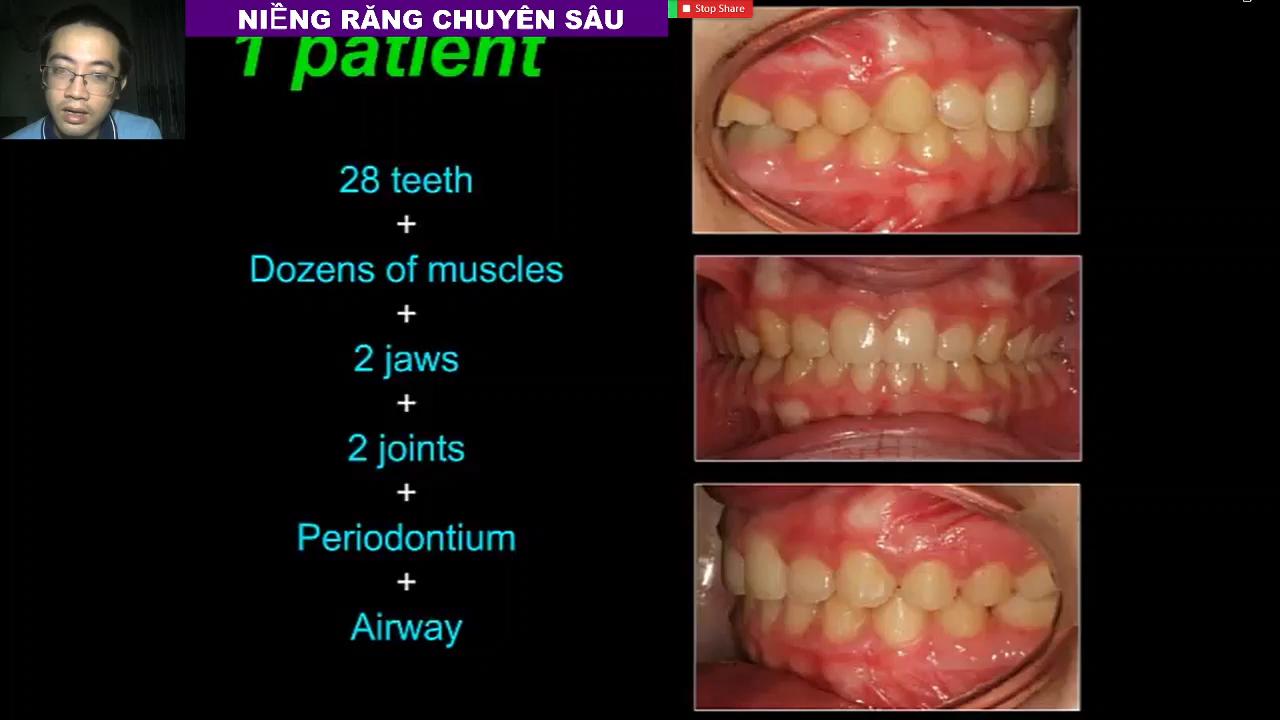 NIỀNG RĂNG CHUYÊN SÂU
Stop Share
1 patient
28 teeth
+
Dozens of muscles
+
2 jaws
+
2 joints
+
Periodontium
+
Airway